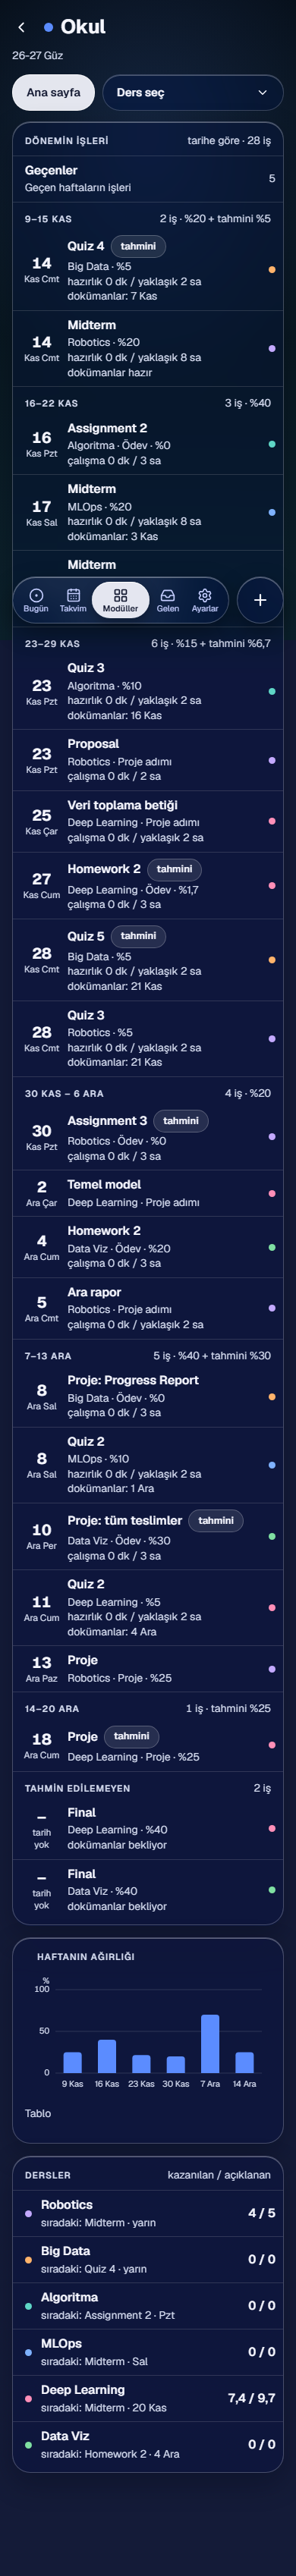 Okul
26-27 Güz
Ana sayfa
Ders seç
DÖNEMİN İŞLERİ
tarihe göre · 28 iş
Geçenler
5
Geçen haftaların işleri
9–15 KAS
2 iş · %20 + tahmini %5
14
Kas Cmt
Quiz 4
tahmini
Big Data · %5
hazırlık 0 dk / yaklaşık 2 sa
dokümanlar: 7 Kas
14
Kas Cmt
Midterm
Robotics · %20
hazırlık 0 dk / yaklaşık 8 sa
dokümanlar hazır
16–22 KAS
3 iş · %40
16
Kas Pzt
Assignment 2
Algoritma · Ödev · %0
çalışma 0 dk / 3 sa
17
Kas Sal
Midterm
MLOps · %20
hazırlık 0 dk / yaklaşık 8 sa
dokümanlar: 3 Kas
Midterm
Bugün
Takvim
Modüller
Gelen
Ayarlar
+
23–29 KAS
6 iş · %15 + tahmini %6,7
23
Kas Pzt
Quiz 3
Algoritma · %10
hazırlık 0 dk / yaklaşık 2 sa
dokümanlar: 16 Kas
23
Kas Pzt
Proposal
Robotics · Proje adımı
çalışma 0 dk / 2 sa
25
Kas Çar
Veri toplama betiği
Deep Learning · Proje adımı
çalışma 0 dk / yaklaşık 2 sa
27
Kas Cum
Homework 2
tahmini
Deep Learning · Ödev · %1,7
çalışma 0 dk / 3 sa
28
Kas Cmt
Quiz 5
tahmini
Big Data · %5
hazırlık 0 dk / yaklaşık 2 sa
dokümanlar: 21 Kas
28
Kas Cmt
Quiz 3
Robotics · %5
hazırlık 0 dk / yaklaşık 2 sa
dokümanlar: 21 Kas
30 KAS – 6 ARA
4 iş · %20
30
Kas Pzt
Assignment 3
tahmini
Robotics · Ödev · %0
çalışma 0 dk / 3 sa
2
Ara Çar
Temel model
Deep Learning · Proje adımı
4
Ara Cum
Homework 2
Data Viz · Ödev · %20
çalışma 0 dk / 3 sa
5
Ara Cmt
Ara rapor
Robotics · Proje adımı
çalışma 0 dk / yaklaşık 2 sa
7–13 ARA
5 iş · %40 + tahmini %30
8
Ara Sal
Proje: Progress Report
Big Data · Ödev · %0
çalışma 0 dk / 3 sa
8
Ara Sal
Quiz 2
MLOps · %10
hazırlık 0 dk / yaklaşık 2 sa
dokümanlar: 1 Ara
10
Ara Per
Proje: tüm teslimler
tahmini
Data Viz · Ödev · %30
çalışma 0 dk / 3 sa
11
Ara Cum
Quiz 2
Deep Learning · %5
hazırlık 0 dk / yaklaşık 2 sa
dokümanlar: 4 Ara
13
Ara Paz
Proje
Robotics · Proje · %25
14–20 ARA
1 iş · tahmini %25
18
Ara Cum
Proje
tahmini
Deep Learning · Proje · %25
TAHMİN EDİLEMEYEN
2 iş
–
tarih
yok
Final
Deep Learning · %40
dokümanlar bekliyor
–
tarih
yok
Final
Data Viz · %40
dokümanlar bekliyor
HAFTANIN AĞIRLIĞI
%
100
50
0
9 Kas
16 Kas
23 Kas
30 Kas
7 Ara
14 Ara
Tablo
DERSLER
kazanılan / açıklanan
Robotics
sıradaki: Midterm · yarın
4 / 5
Big Data
sıradaki: Quiz 4 · yarın
0 / 0
Algoritma
sıradaki: Assignment 2 · Pzt
0 / 0
MLOps
sıradaki: Midterm · Sal
0 / 0
Deep Learning
sıradaki: Midterm · 20 Kas
7,4 / 9,7
Data Viz
sıradaki: Homework 2 · 4 Ara
0 / 0